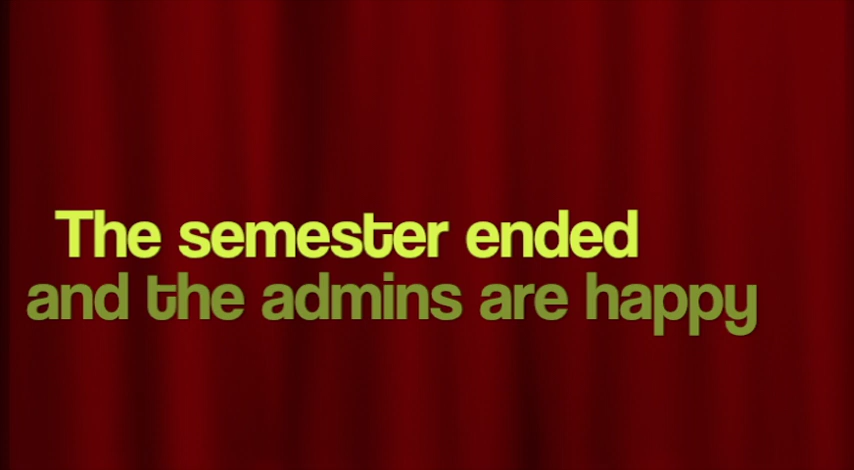 The semester ended
and the admins are happy